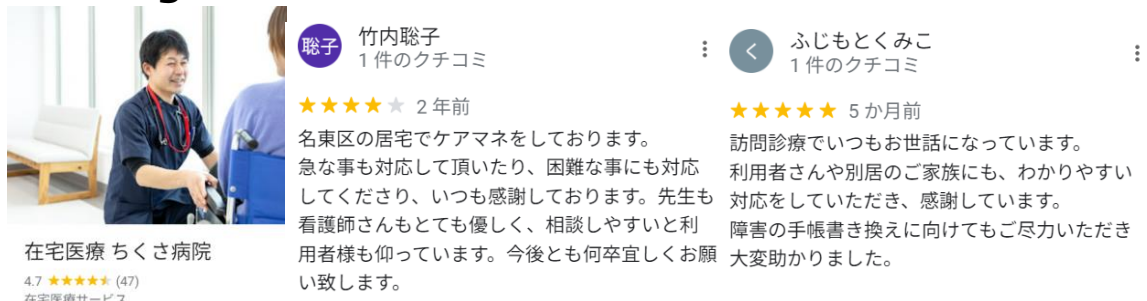 在宅医療 ちくさ病院
4.7 ★★★★★ (47)
在宅医療サービス
聡子
竹内聡子
1 件のクチコミ
★★★★★ 2 年前
名東区の居宅でケアマネをしております。
急な事も対応して頂いたり、困難な事にも対応
してくださり、いつも感謝しております。先生も
看護師さんもとても優しく、相談しやすいと利
用者様も仰っています。今後とも何卒宜しくお願
い致します。
く
ふじもとくみこ
1 件のクチコミ
★★★★★ 5 か月前
訪問診療でいつもお世話になっています。
利用者さんや別居のご家族にも、わかりやすい
対応をしていただき、感謝しています。
障害の手帳書き換えに向けてもご尽力いただき
大変助かりました。